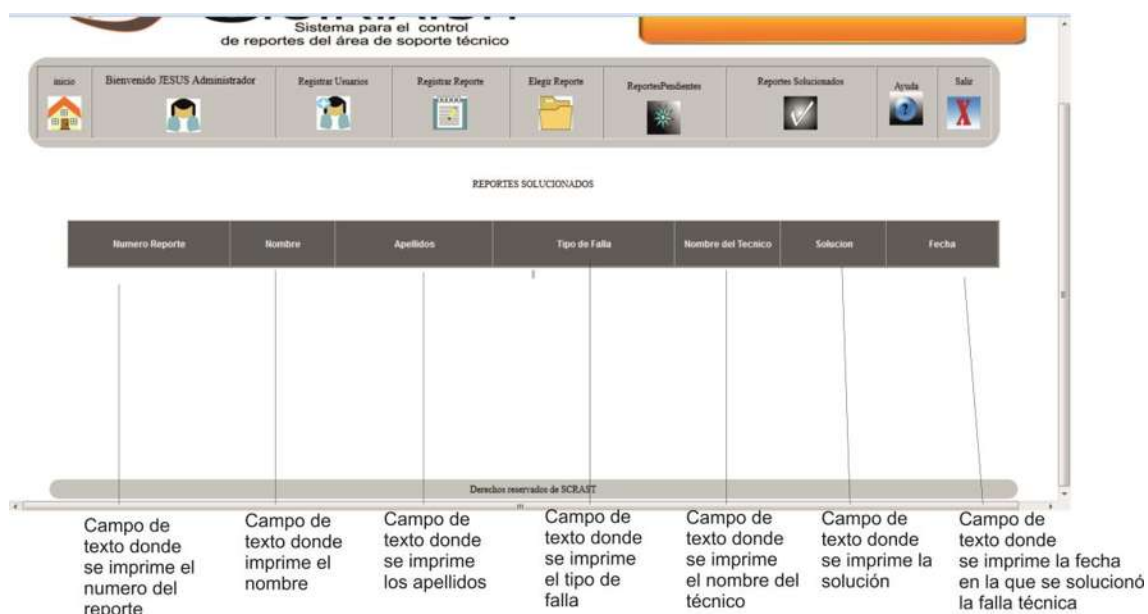 Sistema para el control
de reportes del área de soporte técnico
inicio
Bienvenido JESUS Administrador
Registrar Usuarios
Registrar Reporte
Elegir Reporte
ReportesPendientes
Reportes Solucionados
Ayuda
Salir
REPORTES SOLUCIONADOS
Numero Reporte
Nombre
Apellidos
Tipo de Falla
Nombre del Tecnico
Solucion
Fecha
Derechos reservados de SCRAST
Campo de
texto donde
se imprime el
numero del
reporte
Campo de
texto donde
imprime el
nombre
Campo de
texto donde
se imprime
los apellidos
Campo de
texto donde
se imprime
el tipo de
falla
Campo de
texto donde
se imprime
el nombre del
técnico
Campo de
texto donde
se imprime la
solución
Campo de
texto donde
se imprime la fecha
en la que se solucionó
la falla técnica